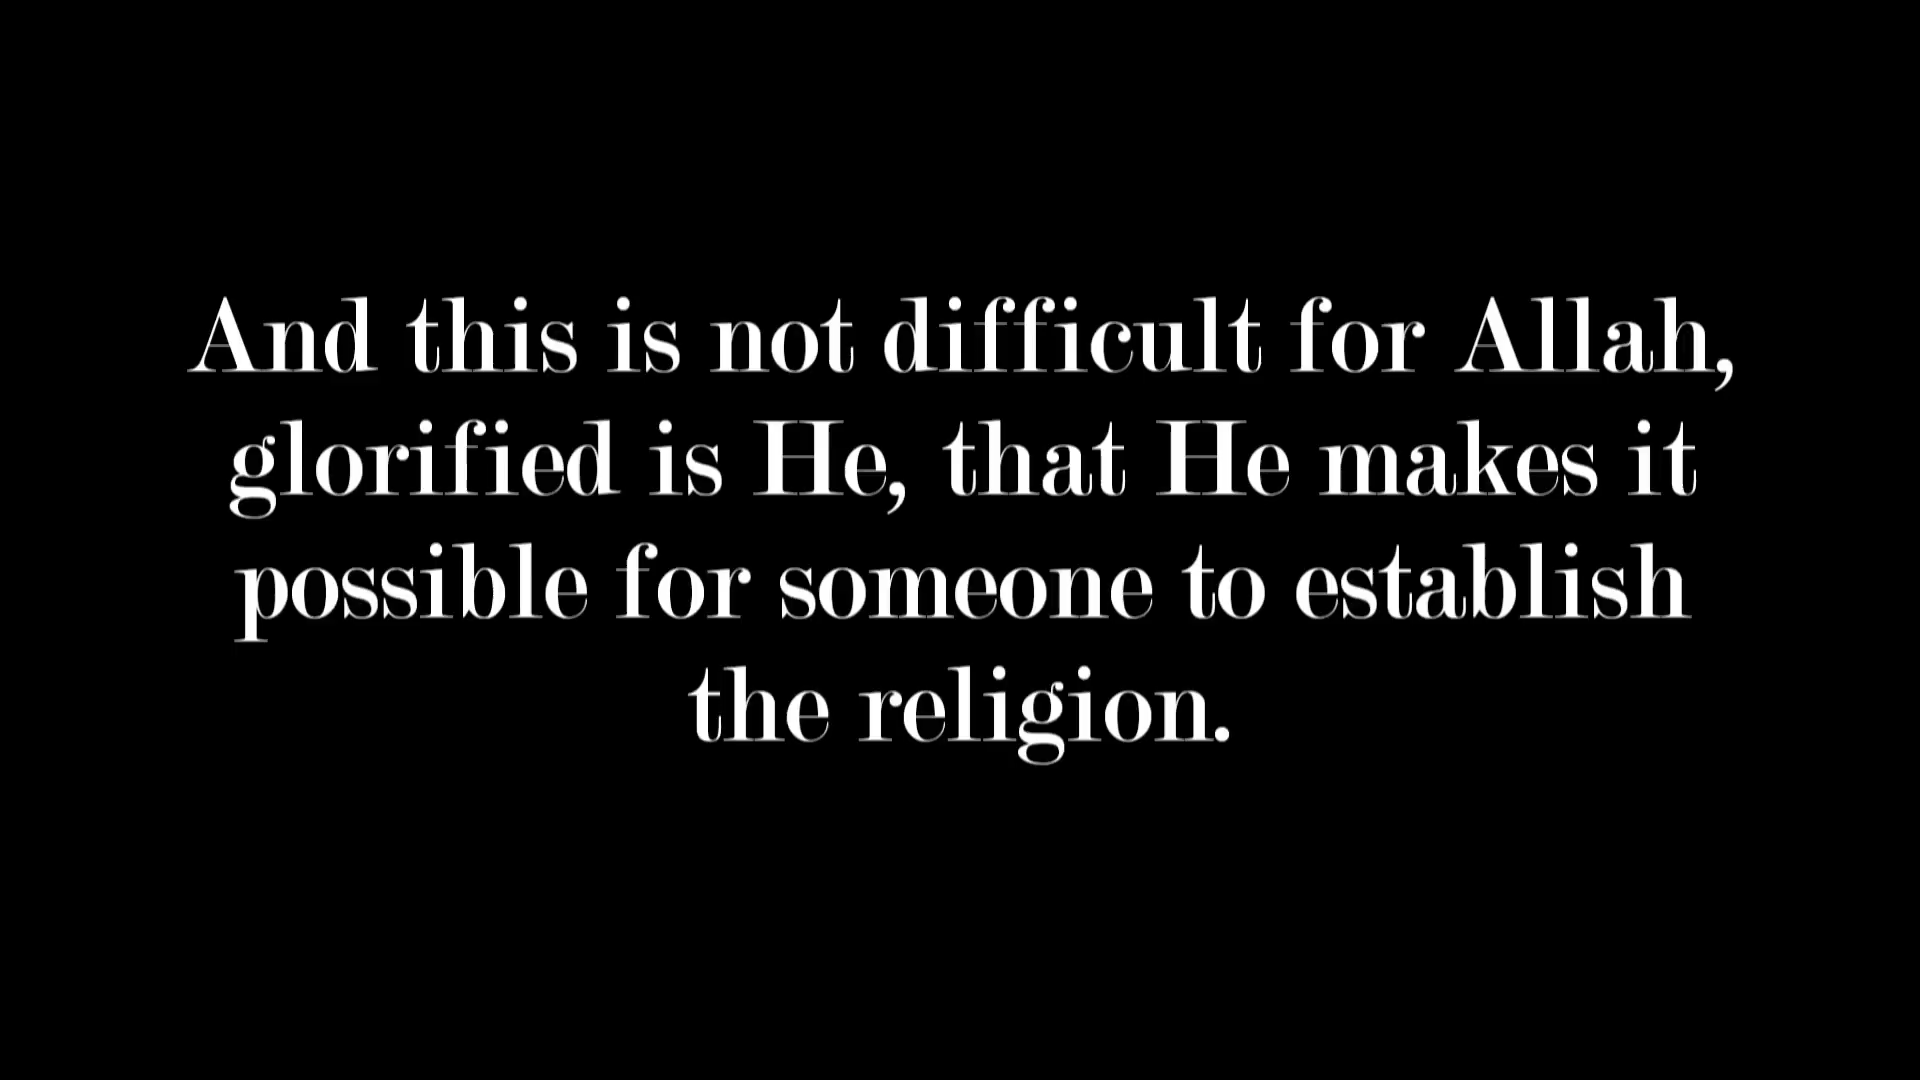 And this is not difficult for Allah,
glorified is He, that He makes it
possible for someone to establish
the religion.